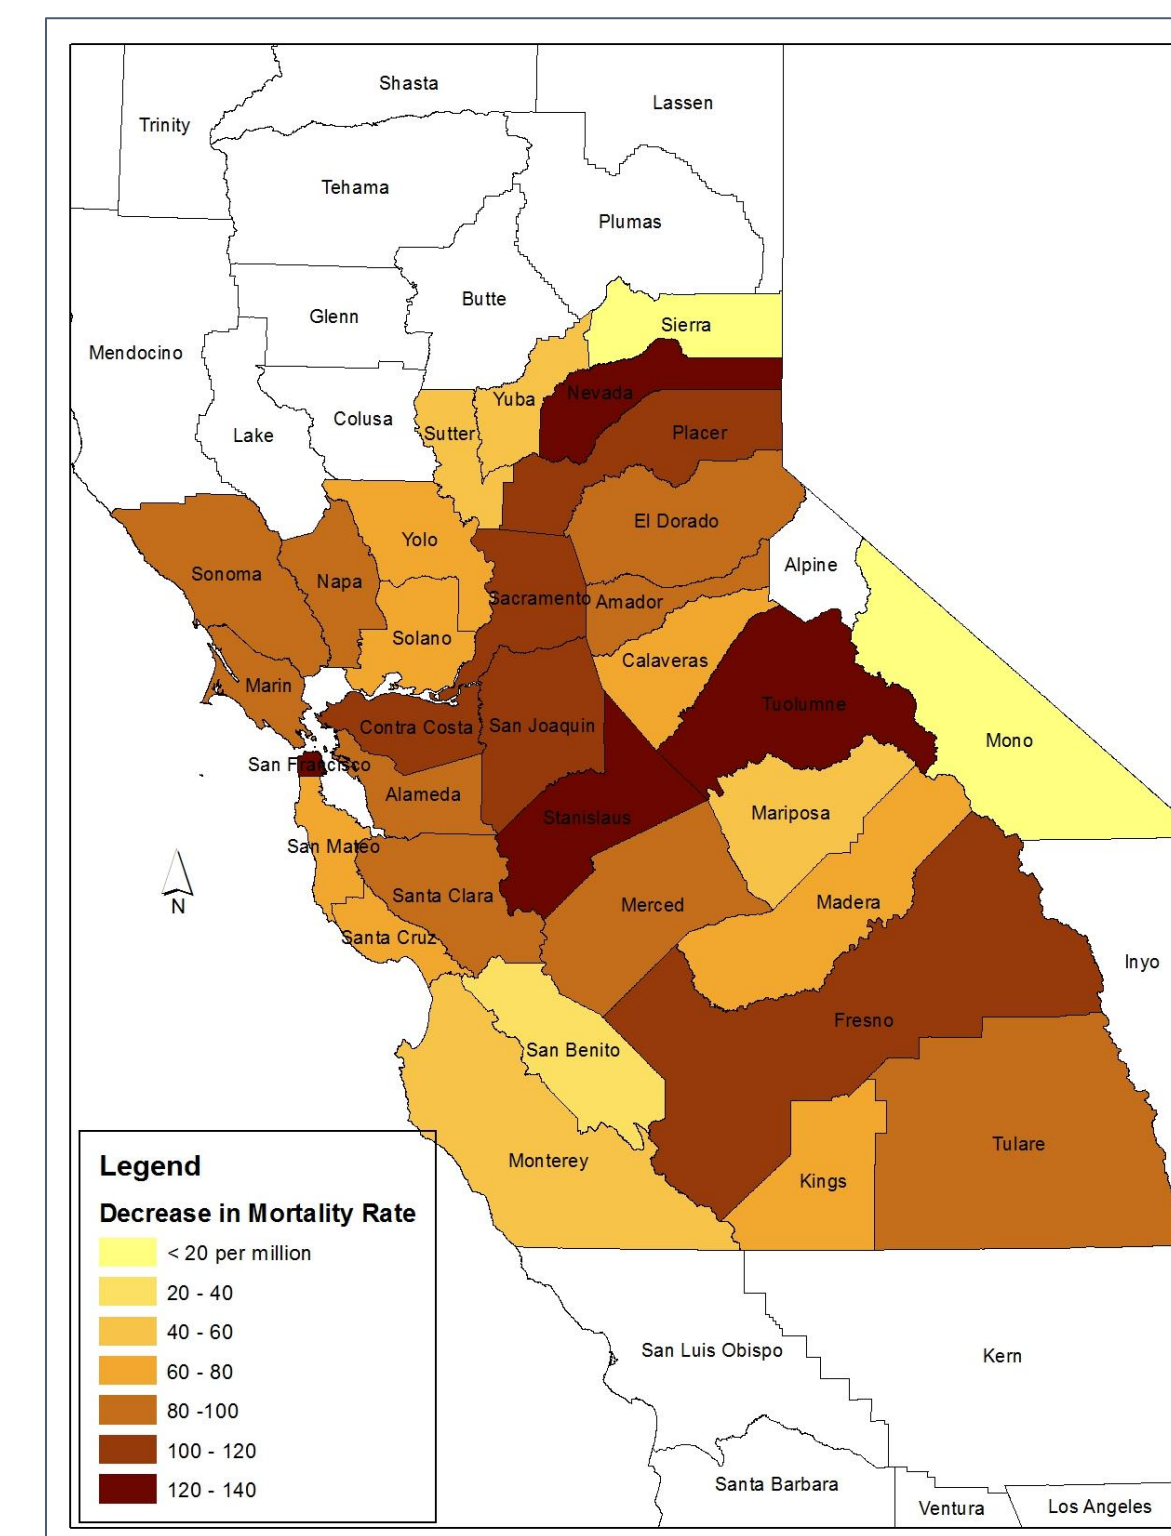 Shasta
Lassen
Trinity
Tehama
Plumas
Butte
Glenn
Sierra
Mendocino
Nevada
Yuba
Colusa
Placer
Sutter
Lake
El Dorado
Yolo
Alpine
Sonoma
Napa
Sacramento
Amador
Solano
Calaveras
Marin
Tuolumne
Contra Costa
San Joaquin
Mono
San Francisco
Alameda
Mariposa
Stanislaus
San Mateo
Santa Clara
Madera
Merced
N
Santa Cruz
Inyo
Fresno
San Benito
Tulare
Monterey
Kings
Legend
Decrease in Mortality Rate
< 20 per million
20 - 40
40 - 60
60 - 80
80 -100
100 - 120
120 - 140
San Luis Obispo
Kern
Santa Barbara
Ventura
Los Angeles